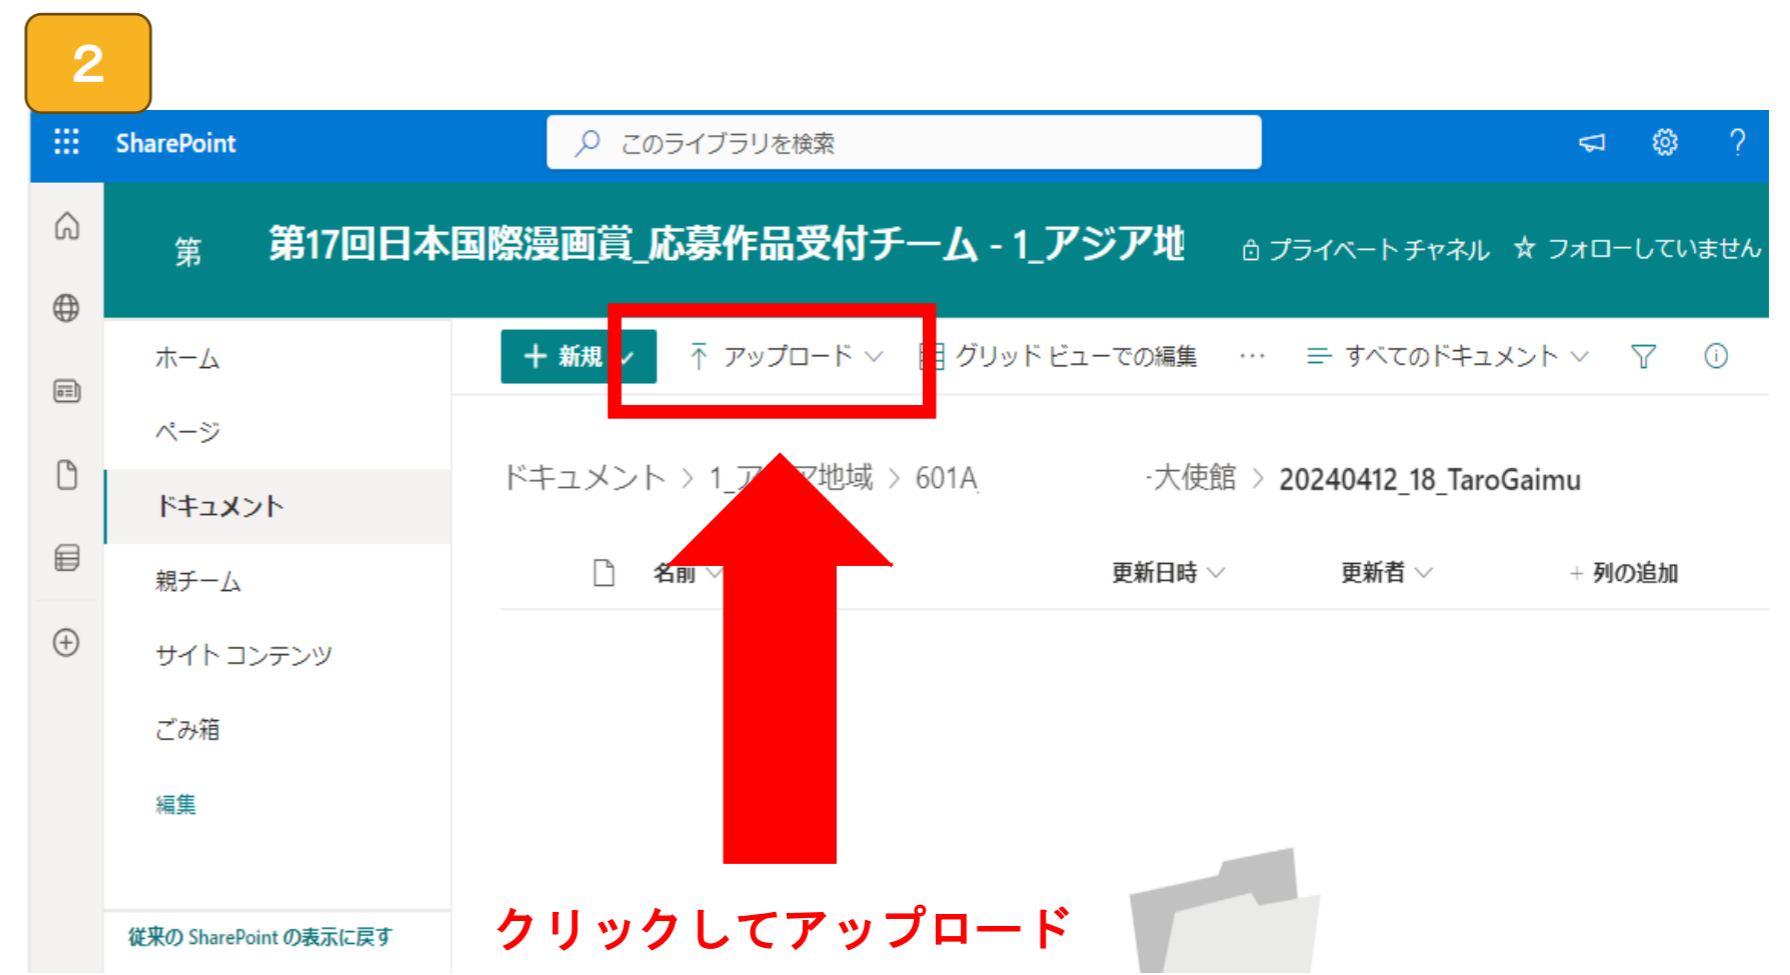 2
SharePoint
このライブラリを検索
第
第17回日本国際漫画賞_応募作品受付チーム - 1_アジア地
プライベート チャネル
フォローしていません
ホーム
ページ
ドキュメント
親チーム
サイト コンテンツ
ごみ箱
編集
従来の SharePoint の表示に戻す
+ 新規
アップロード
グリッド ビューでの編集
…
すべてのドキュメント
ドキュメント > 1_ア ア地域 > 601A -大使館 > 20240412_18_TaroGaimu
名前
更新日時
更新者
+ 列の追加
クリックしてアップロード